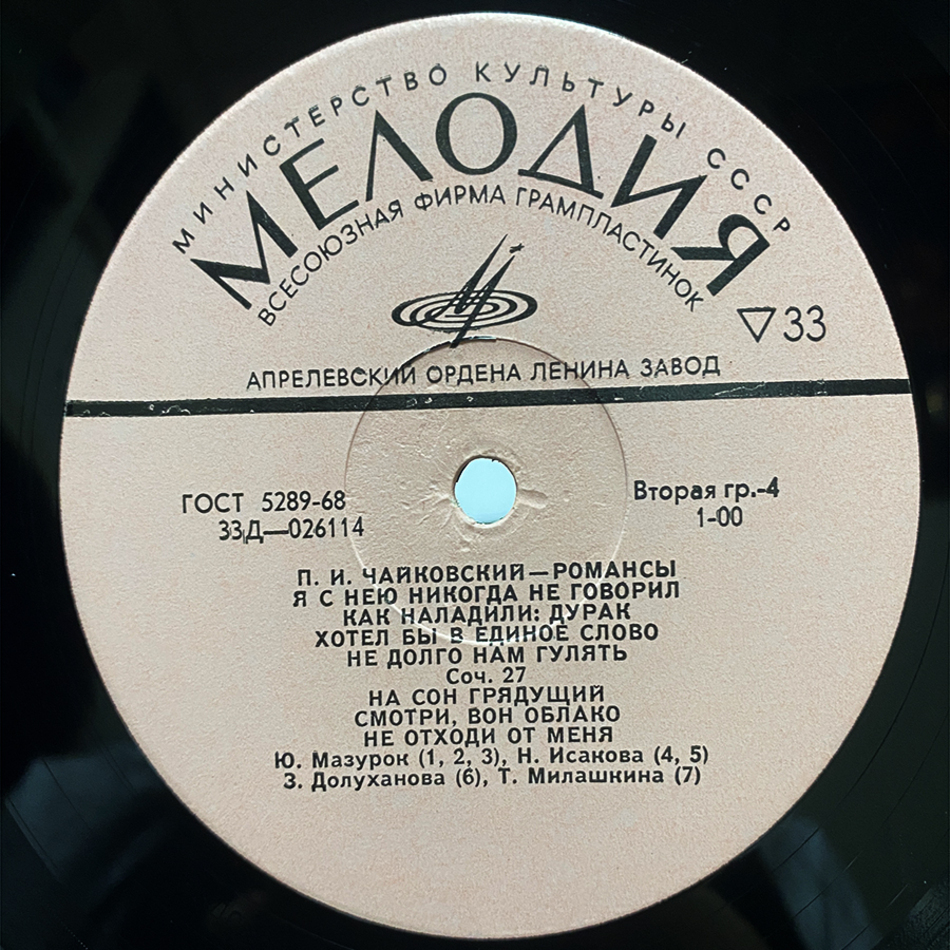 МИНИСТЕРСТВО КУЛЬТУРЫ СССР
МЕЛОДИЯ
ВСЕСОЮЗНАЯ ФИРМА ГРАМПЛАСТИНОК
33
АПРЕЛЕВСКИЙ ОРДЕНА ЛЕНИНА ЗАВОД
ГОСТ 5289-68
33Д—026114
Вторая гр.-4
1-00
П. И. ЧАЙКОВСКИЙ—РОМАНСЫ
Я С НЕЮ НИКОГДА НЕ ГОВОРИЛ
КАК НАЛАДИЛИ: ДУРАК
ХОТЕЛ БЫ В ЕДИНОЕ СЛОВО
НЕ ДОЛГО НАМ ГУЛЯТЬ
Соч. 27
НА СОН ГРЯДУЩИЙ
СМОТРИ, ВОН ОБЛАКО
НЕ ОТХОДИ ОТ МЕНЯ
Ю. Мазурок (1, 2, 3), Н. Исакова (4, 5)
З. Долуханова (6), Т. Милашкина (7)